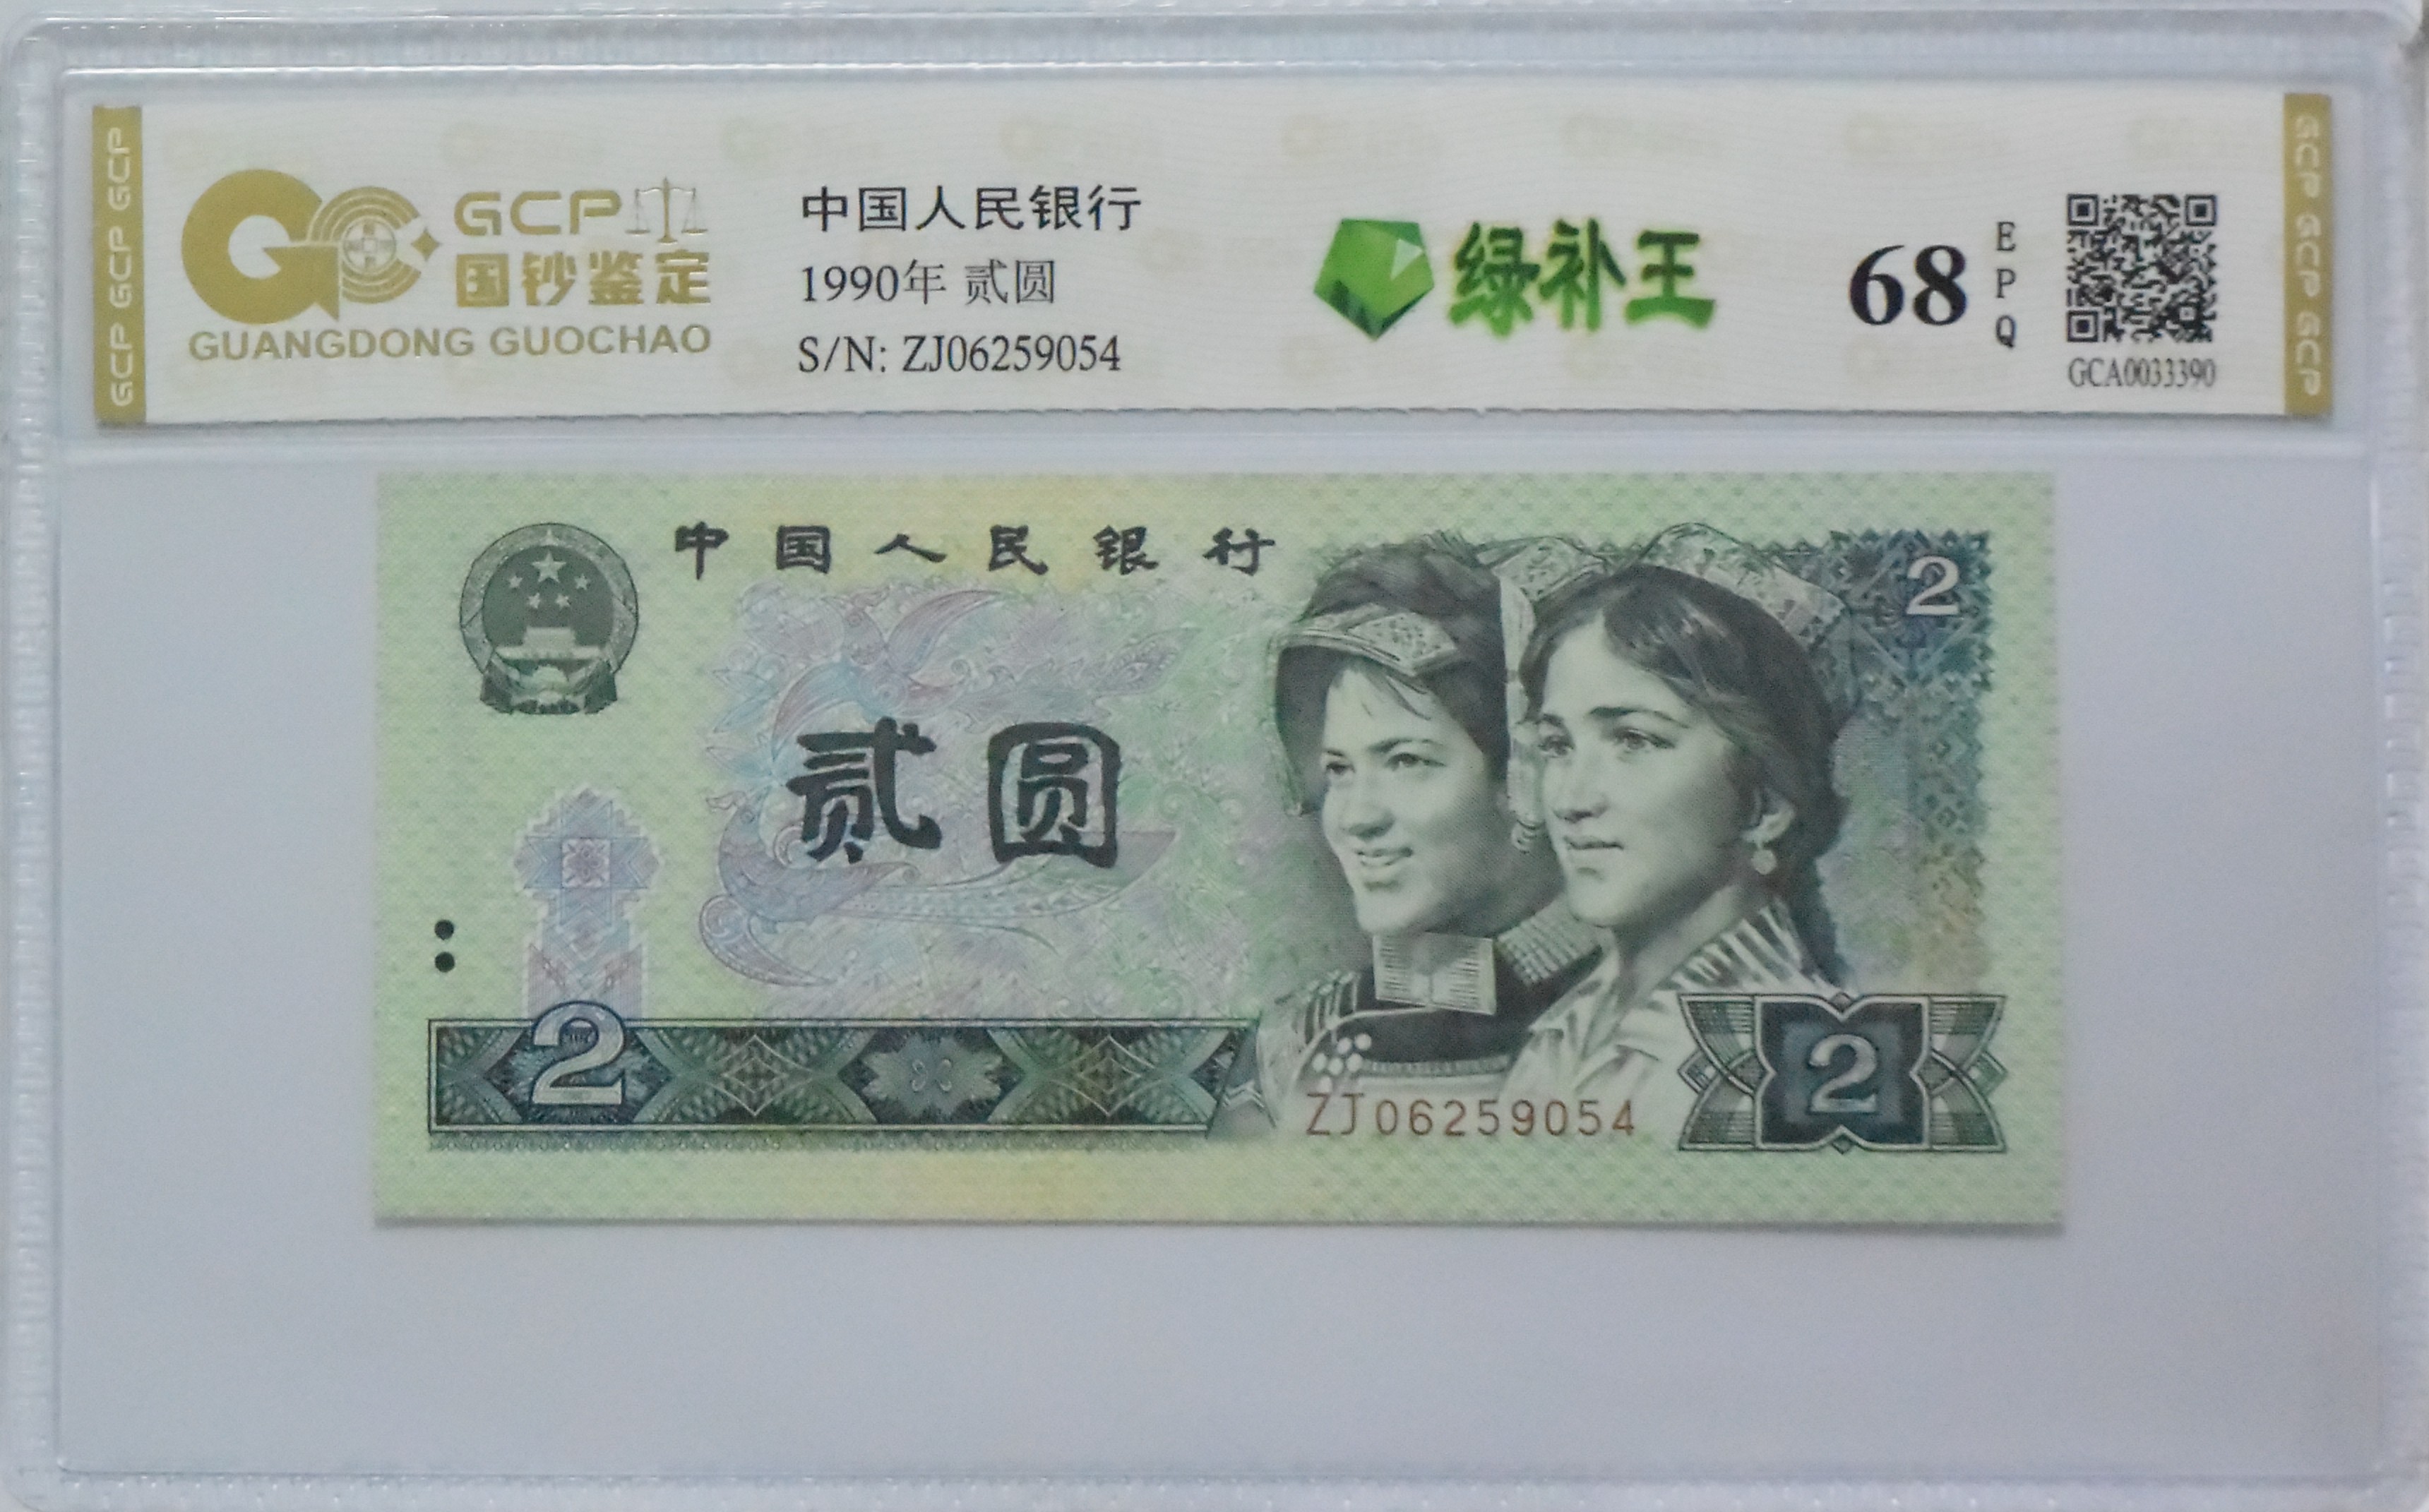 GCP GCP GCP
GCP
国钞鉴定
GUANGDONG GUOCHAO
中国人民银行
1990年 贰圆
S/N: ZJ06259054
绿补王
68
EPQ
GCA0033390
GCP GCP GCP
中国人民银行
2
贰圆
2
ZJ06259054
2